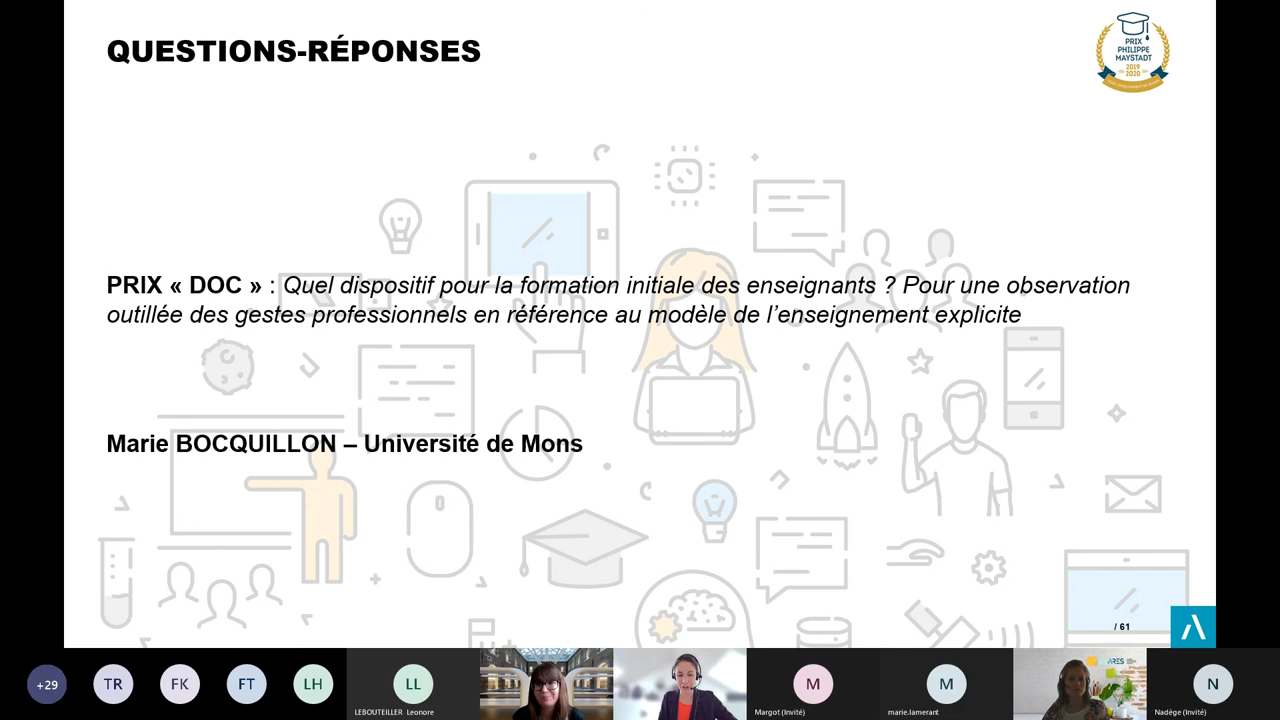 QUESTIONS-RÉPONSES
PRIX
PHILIPPE
MAYSTADT
2019
2020
PRIX « DOC » : Quel dispositif pour la formation initiale des enseignants ? Pour une observation
outillée des gestes professionnels en référence au modèle de l’enseignement explicite
Marie BOCQUILLON – Université de Mons
/ 61
+29
TR
FK
FT
LH
LL
LEBOUTEILLER Leonore
M
Margot (Invité)
M
marie.lamerant
ARES
N
Nadège (Invité)